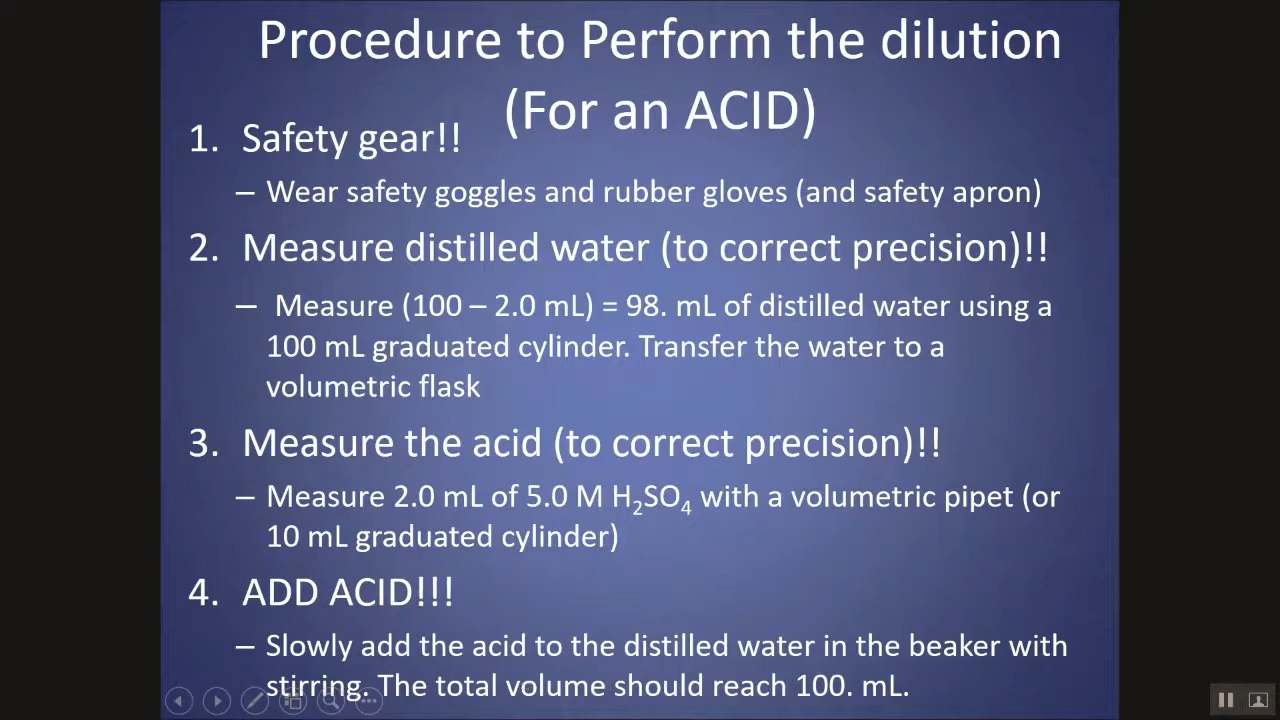 Procedure to Perform the dilution
(For an ACID)
1. Safety gear!!
– Wear safety goggles and rubber gloves (and safety apron)
2. Measure distilled water (to correct precision)!!
– Measure (100 – 2.0 mL) = 98. mL of distilled water using a
100 mL graduated cylinder. Transfer the water to a
volumetric flask
3. Measure the acid (to correct precision)!!
– Measure 2.0 mL of 5.0 M H₂SO₄ with a volumetric pipet (or
10 mL graduated cylinder)
4. ADD ACID!!!
– Slowly add the acid to the distilled water in the beaker with
stirring. The total volume should reach 100. mL.